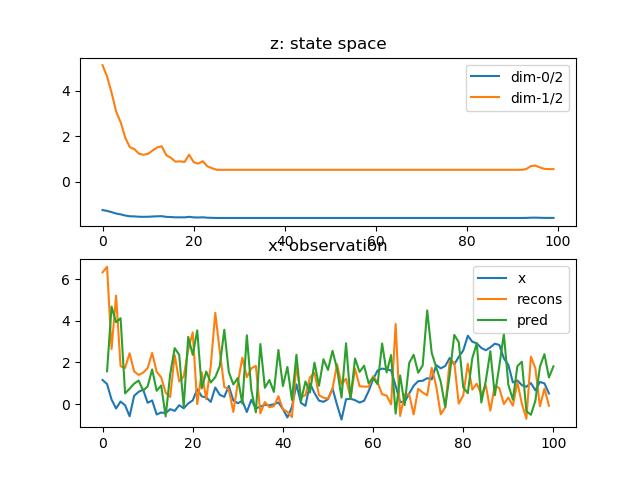 z: state space
dim-0/2
dim-1/2
4
2
0
0 20 40 60 80 100
x: observation
x
recons
pred
6
4
2
0
0 20 40 60 80 100